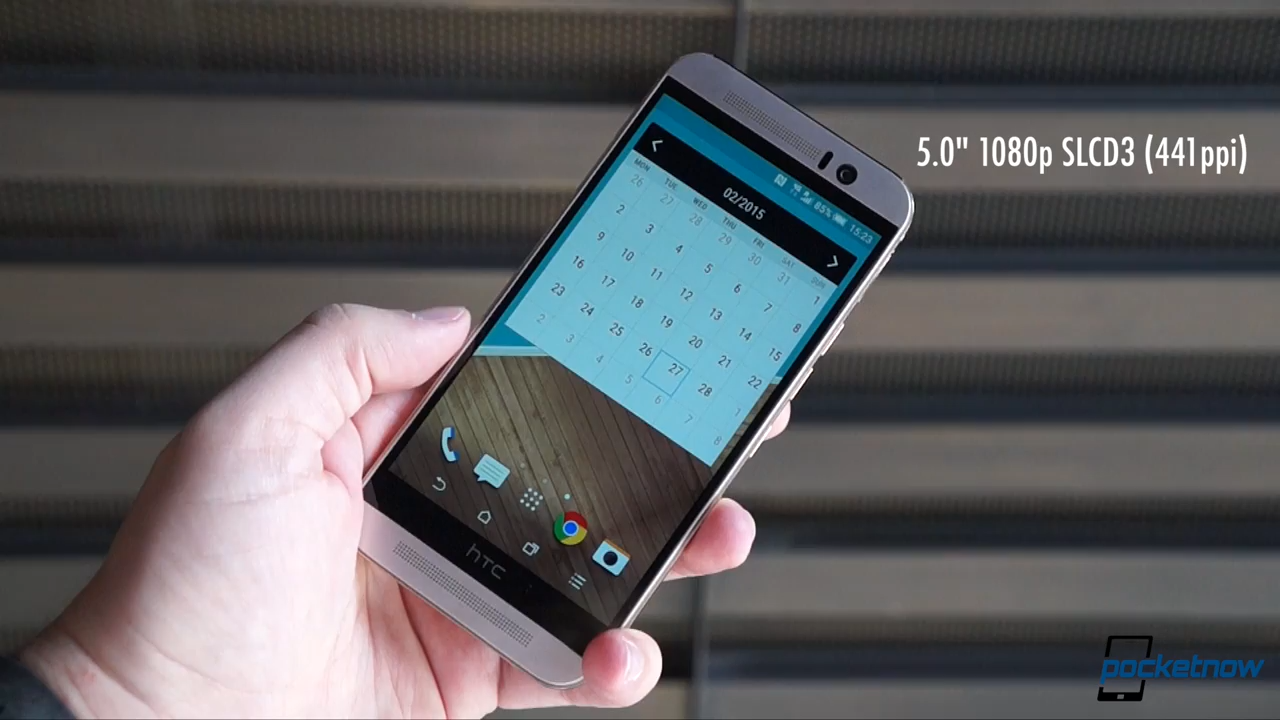 5.0" 1080p SLCD3 (441ppi)
85% 15:23
02/2015
MON TUE WED THU FRI SAT SUN
26 27 28 29 30 31 1
2 3 4 5 6 7 8
9 10 11 12 13 14 15
16 17 18 19 20 21 22
23 24 25 26 27 28 1
2 3 4 5 6 7 8
hTC
pocketnow